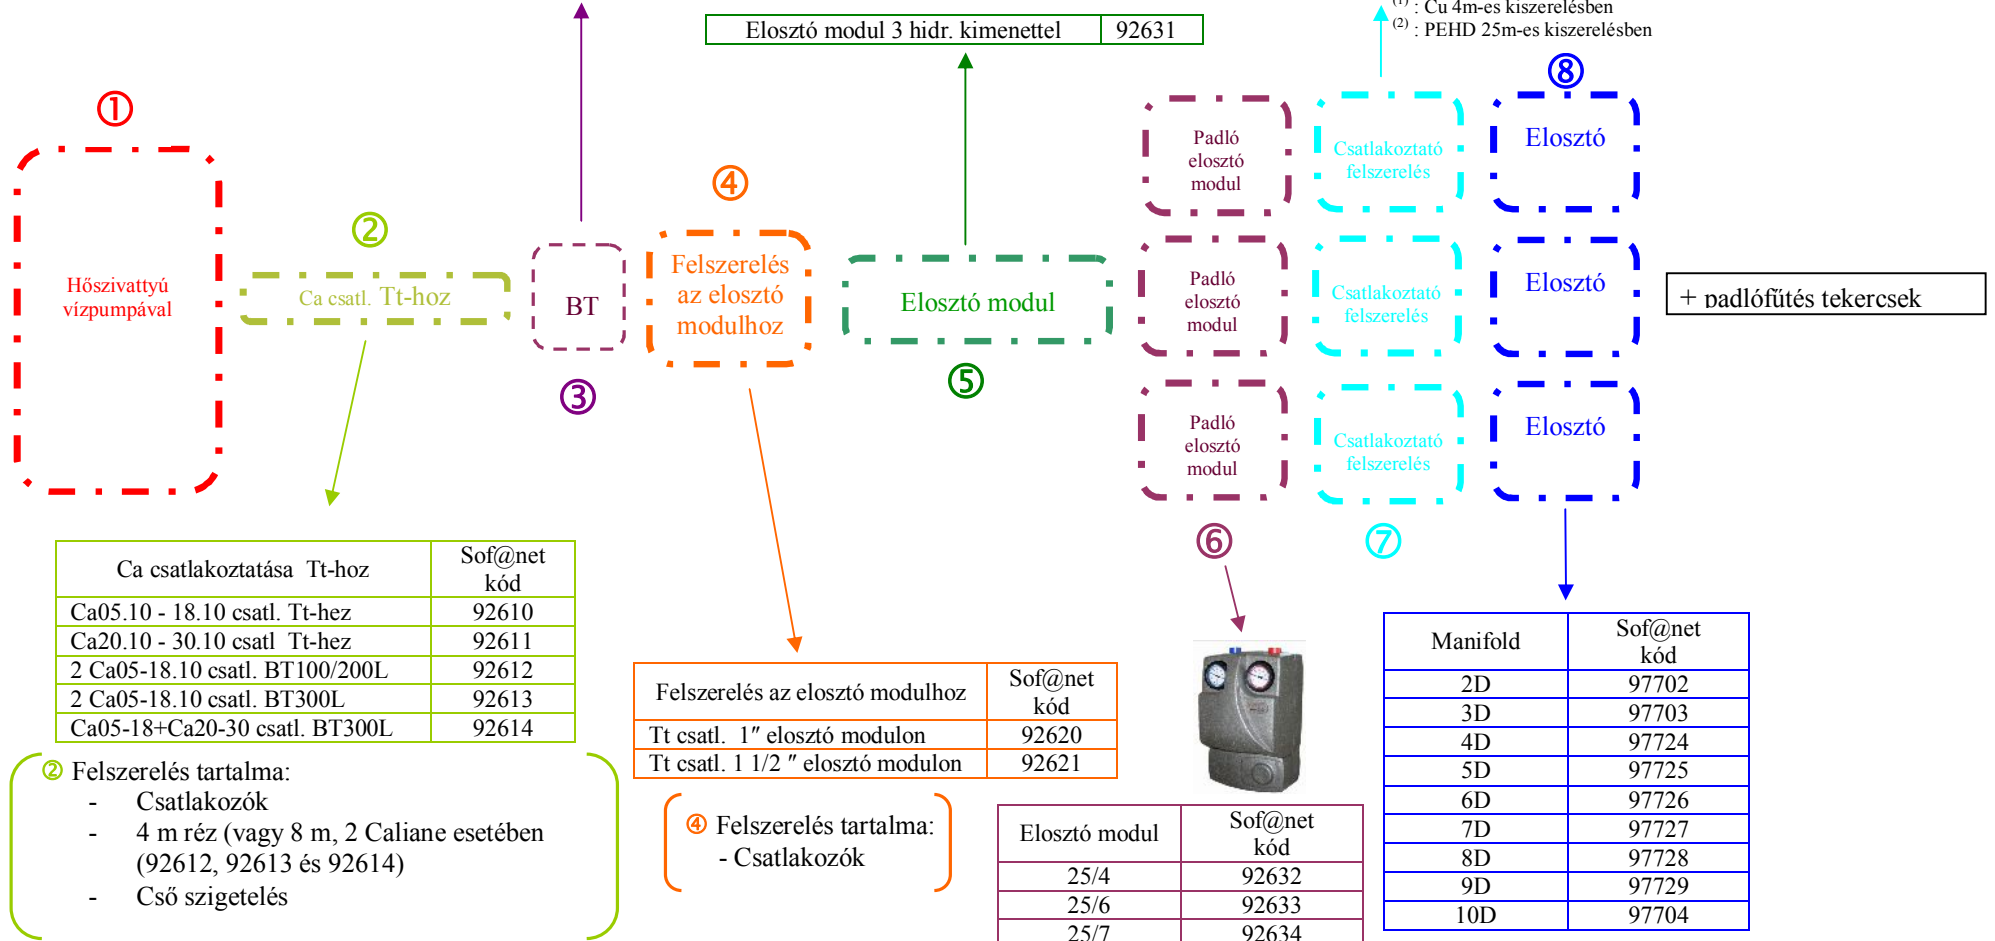 (1) : Cu 4m-es kiszerelésben
(2) : PEHD 25m-es kiszerelésben
Elosztó modul 3 hidr. kimenettel 92631
①
②
③
④
⑤
⑥
⑦
⑧
Hőszivattyú
vízpumpával
Ca csatl. Tt-hoz
BT
Felszerelés
az elosztó
modulhoz
Elosztó modul
Padló
elosztó
modul
Csatlakoztató
felszerelés
Elosztó
Padló
elosztó
modul
Csatlakoztató
felszerelés
Elosztó
Padló
elosztó
modul
Csatlakoztató
felszerelés
Elosztó
+ padlófűtés tekercsek
Ca csatlakoztatása Tt-hoz Sof@net
kód
Ca05.10 - 18.10 csatl. Tt-hez 92610
Ca20.10 - 30.10 csatl Tt-hez 92611
2 Ca05-18.10 csatl. BT100/200L 92612
2 Ca05-18.10 csatl. BT300L 92613
Ca05-18+Ca20-30 csatl. BT300L 92614
② Felszerelés tartalma:
- Csatlakozók
- 4 m réz (vagy 8 m, 2 Caliane esetében
(92612, 92613 és 92614)
- Cső szigetelés
Felszerelés az elosztó modulhoz Sof@net
kód
Tt csatl. 1" elosztó modulon 92620
Tt csatl. 1 1/2 " elosztó modulon 92621
④ Felszerelés tartalma:
- Csatlakozók
Elosztó modul Sof@net
kód
25/4 92632
25/6 92633
25/7 92634
Manifold Sof@net
kód
2D 97702
3D 97703
4D 97724
5D 97725
6D 97726
7D 97727
8D 97728
9D 97729
10D 97704